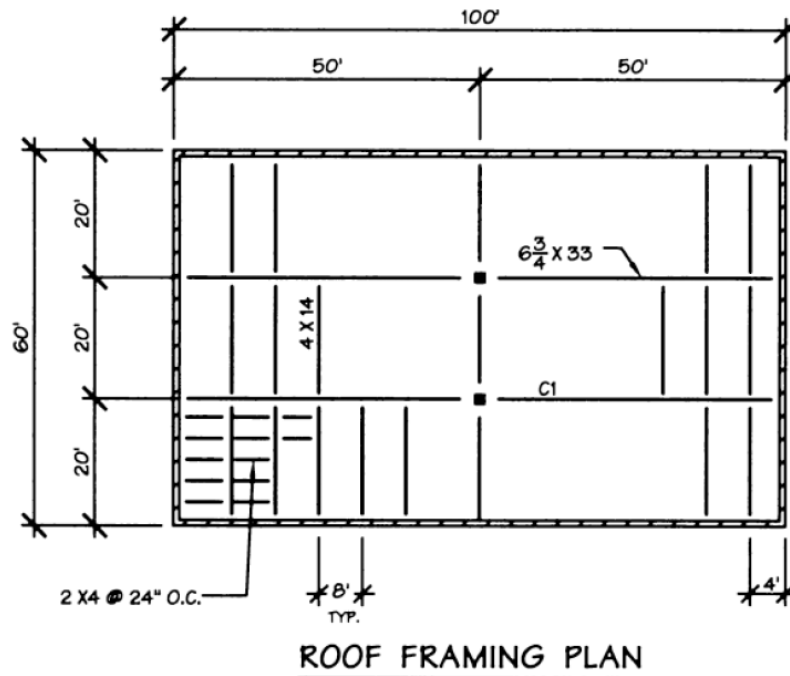 100'
50'
50'
20'
6 3/4 X 33
60'
20'
4 X 14
C1
20'
2 X4 @ 24" O.C.
8'
TYP.
4'
ROOF FRAMING PLAN